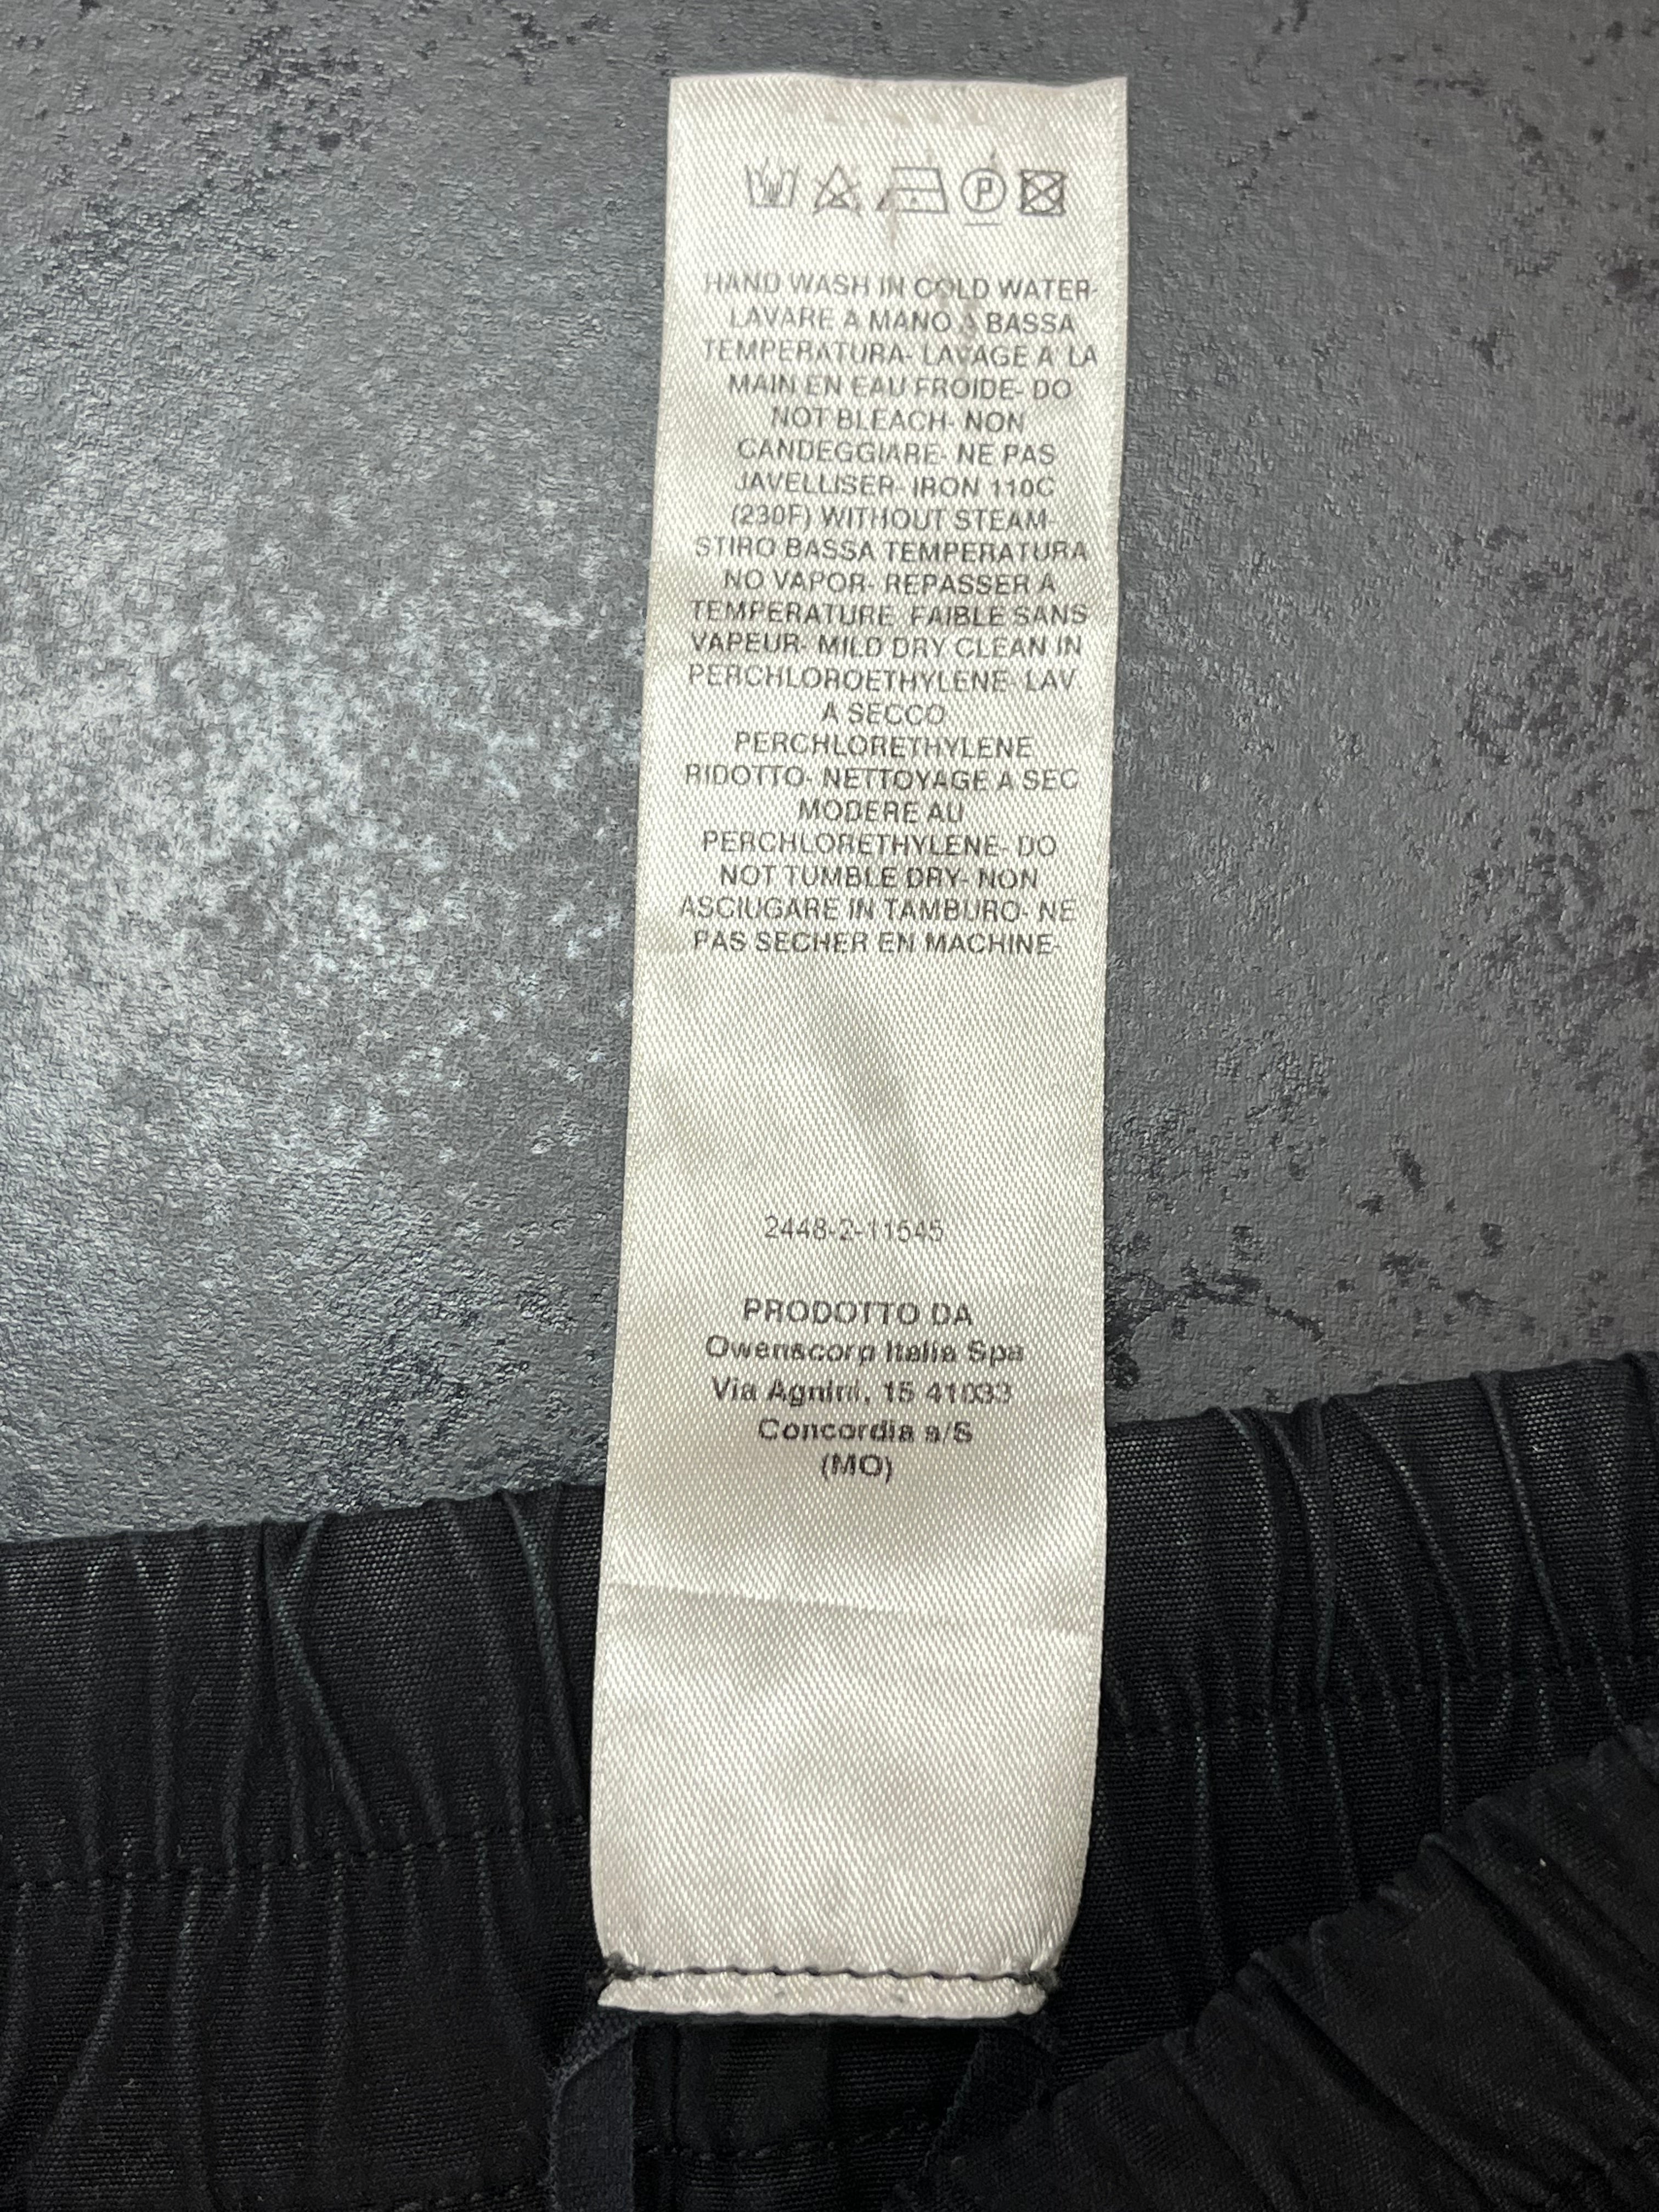 P
HAND WASH IN COLD WATER-
LAVARE A MANO A BASSA
TEMPERATURA- LAVAGE A LA
MAIN EN EAU FROIDE- DO
NOT BLEACH- NON
CANDEGGIARE- NE PAS
JAVELLISER- IRON 110C
(230F) WITHOUT STEAM-
STIRO BASSA TEMPERATURA
NO VAPOR- REPASSER A
TEMPERATURE FAIBLE SANS
VAPEUR- MILD DRY CLEAN IN
PERCHLOROETHYLENE- LAV.
A SECCO
PERCHLORETHYLENE
RIDOTTO- NETTOYAGE A SEC
MODERE AU
PERCHLORETHYLENE- DO
NOT TUMBLE DRY- NON
ASCIUGARE IN TAMBURO- NE
PAS SECHER EN MACHINE-
2448-2-11545
PRODOTTO DA
Owenscorp Italia Spa
Via Agnini, 15 41033
Concordia s/S
(MO)